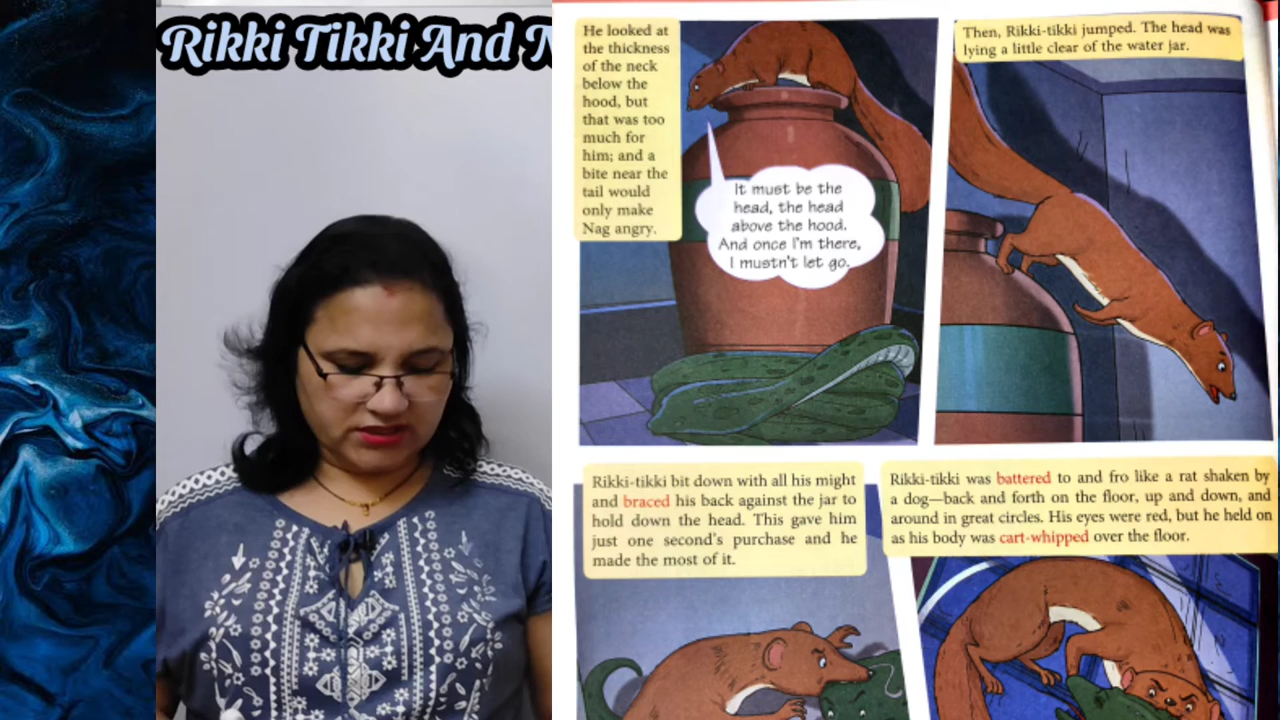 Rikki Tikki And
He looked at
the thickness
of the neck
below the
hood, but
that was too
much for
him; and a
bite near the
tail would
only make
Nag angry.
It must be the
head, the head
above the hood.
And once I'm there,
I mustn't let go.
Then, Rikki-tikki jumped. The head was
lying a little clear of the water jar.
Rikki-tikki bit down with all his might
and braced his back against the jar to
hold down the head. This gave him
just one second's purchase and he
made the most of it.
Rikki-tikki was battered to and fro like a rat shaken by
a dog—back and forth on the floor, up and down, and
around in great circles. His eyes were red, but he held on
as his body was cart-whipped over the floor.